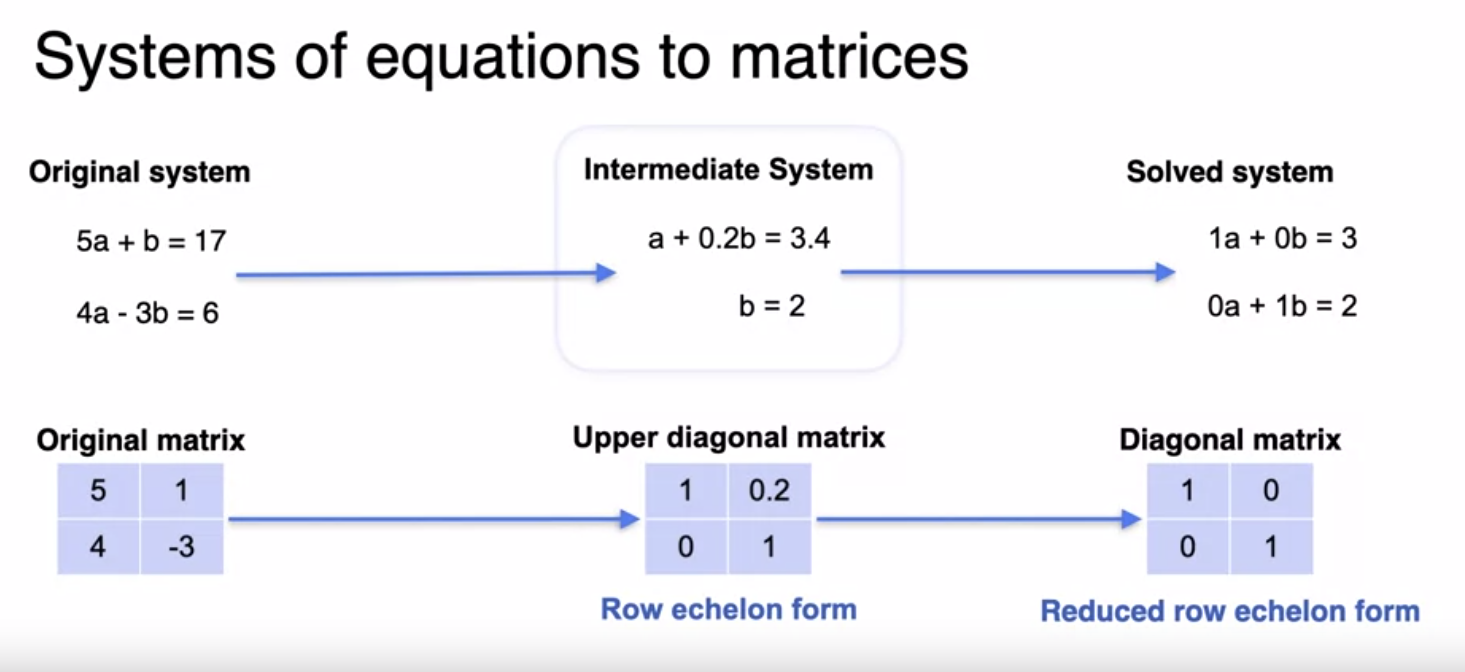 Systems of equations to matrices
Original system
5a + b = 17
4a - 3b = 6
Intermediate System
a + 0.2b = 3.4
b = 2
Solved system
1a + 0b = 3
0a + 1b = 2
Original matrix
5 1
4 -3
Upper diagonal matrix
1 0.2
0 1
Row echelon form
Diagonal matrix
1 0
0 1
Reduced row echelon form